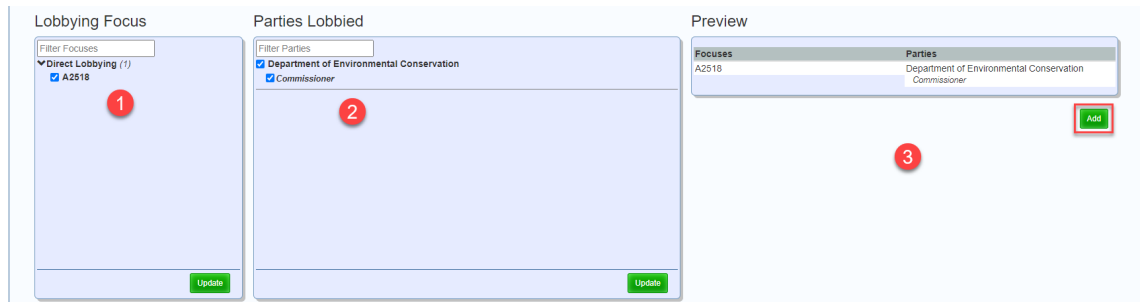 Lobbying Focus
Filter Focuses
Direct Lobbying (1)
A2518
1
Update
Parties Lobbied
Filter Parties
Department of Environmental Conservation
Commissioner
2
Update
Preview
Focuses Parties
A2518 Department of Environmental Conservation
Commissioner
Add
3